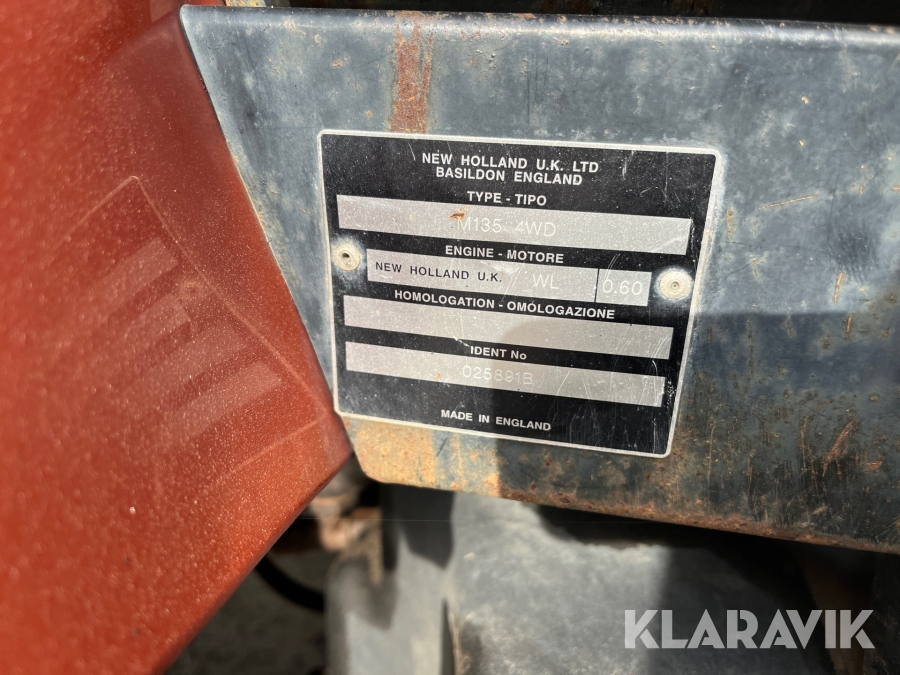 NEW HOLLAND U.K. LTD
BASILDON ENGLAND
TYPE - TIPO
M135 4WD
ENGINE - MOTORE
NEW HOLLAND U.K. WL 0.60
HOMOLOGATION - OMOLOGAZIONE
IDENT No
025891B
MADE IN ENGLAND
KLARAVIK